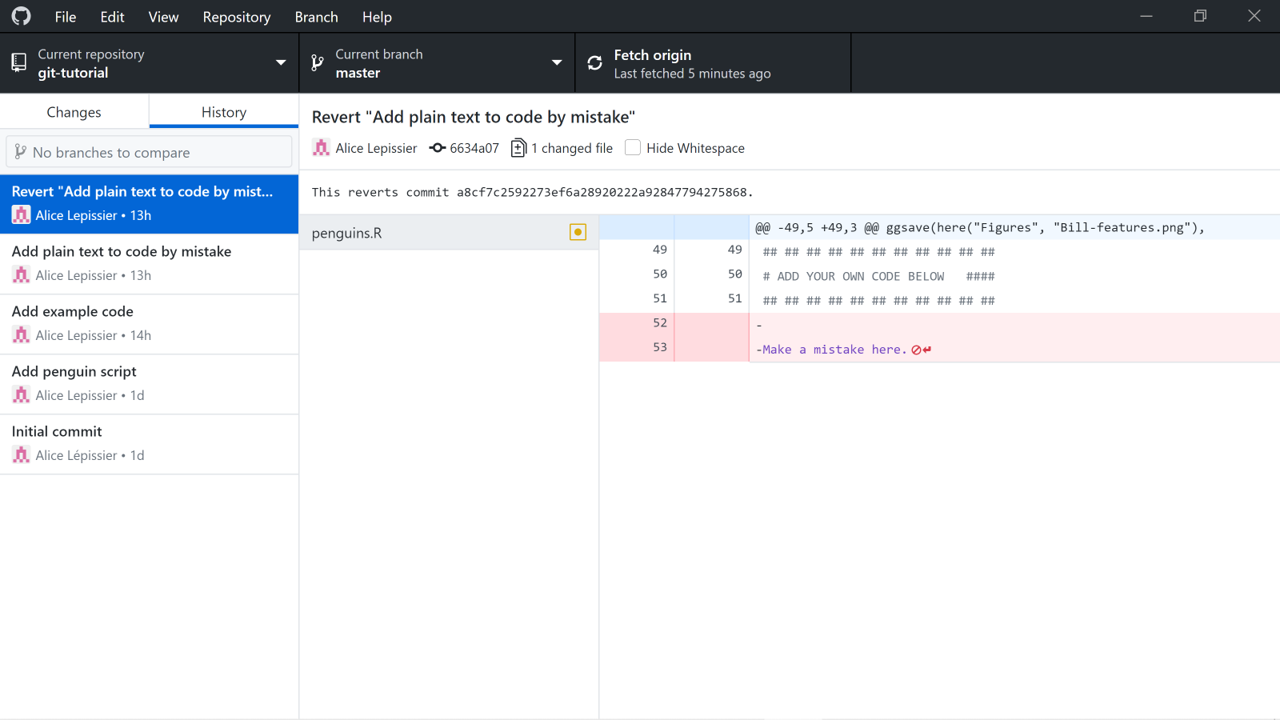 File Edit View Repository Branch Help
Current repository
git-tutorial
Current branch
master
Fetch origin
Last fetched 5 minutes ago
Changes
History
No branches to compare
Revert "Add plain text to code by mist...
Alice Lepissier • 13h
Add plain text to code by mistake
Alice Lepissier • 13h
Add example code
Alice Lepissier • 14h
Add penguin script
Alice Lepissier • 1d
Initial commit
Alice Lépissier • 1d
Revert "Add plain text to code by mistake"
Alice Lepissier 6634a07 1 changed file Hide Whitespace
This reverts commit a8cf7c2592273ef6a28920222a92847794275868.
penguins.R
@@ -49,5 +49,3 @@ ggsave(here("Figures", "Bill-features.png"),
49 49 ## ## ## ## ## ## ## ## ## ## ##
50 50 # ADD YOUR OWN CODE BELOW   ####
51 51 ## ## ## ## ## ## ## ## ## ## ##
52 -
53 -Make a mistake here.